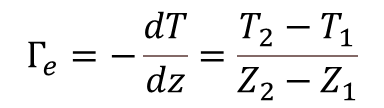 Γₑ = − dT/dz = (T₂ − T₁)/(Z₂ − Z₁)